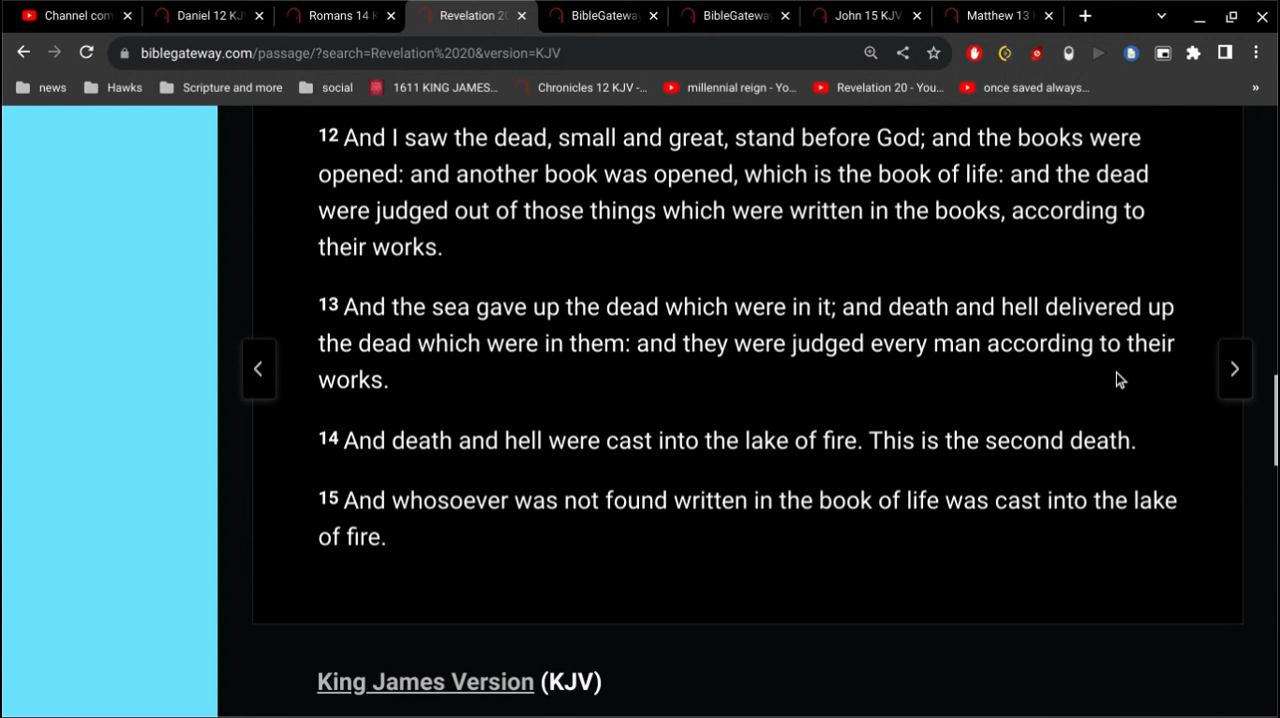 Channel com
Daniel 12 KJ
Romans 14 K
Revelation 20
BibleGateway
BibleGateway
John 15 KJV
Matthew 13
biblegateway.com/passage/?search=Revelation%2020&version=KJV
news
Hawks
Scripture and more
social
1611 KING JAMES...
Chronicles 12 KJV -...
millennial reign - Yo...
Revelation 20 - You...
once saved always...
»
12 And I saw the dead, small and great, stand before God; and the books were
opened: and another book was opened, which is the book of life: and the dead
were judged out of those things which were written in the books, according to
their works.
13 And the sea gave up the dead which were in it; and death and hell delivered up
the dead which were in them: and they were judged every man according to their
works.
14 And death and hell were cast into the lake of fire. This is the second death.
15 And whosoever was not found written in the book of life was cast into the lake
of fire.
King James Version (KJV)